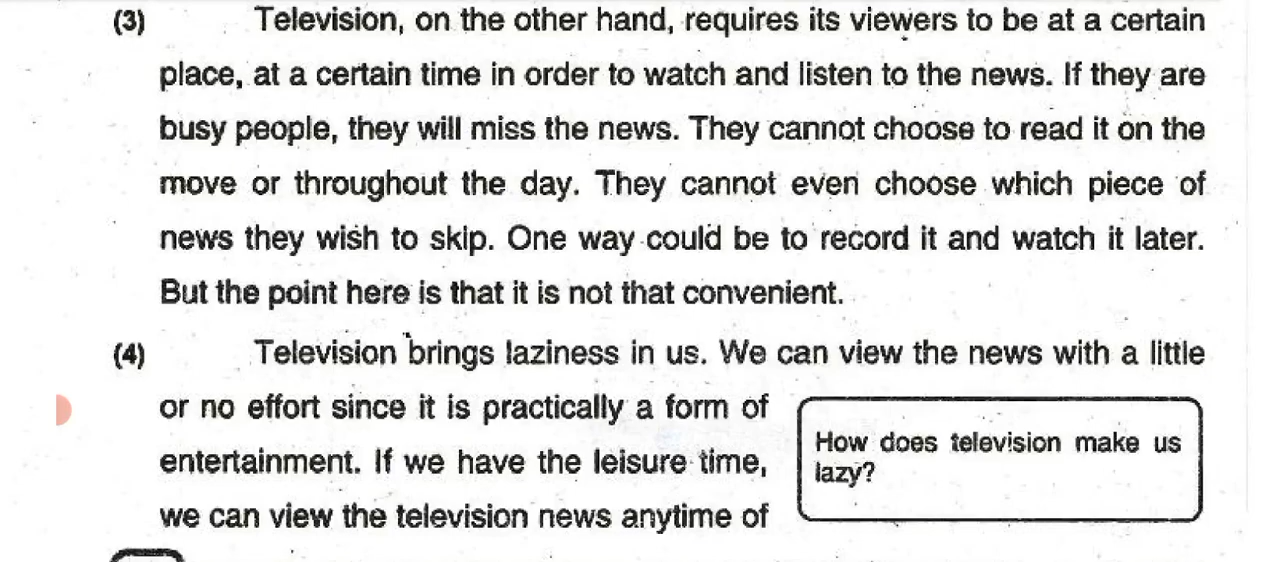 (3) Television, on the other hand, requires its viewers to be at a certain
place, at a certain time in order to watch and listen to the news. If they are
busy people, they will miss the news. They cannot choose to read it on the
move or throughout the day. They cannot even choose which piece of
news they wish to skip. One way could be to record it and watch it later.
But the point here is that it is not that convenient.
(4) Television brings laziness in us. We can view the news with a little
or no effort since it is practically a form of
entertainment. If we have the leisure time,
we can view the television news anytime of
How does television make us
lazy?